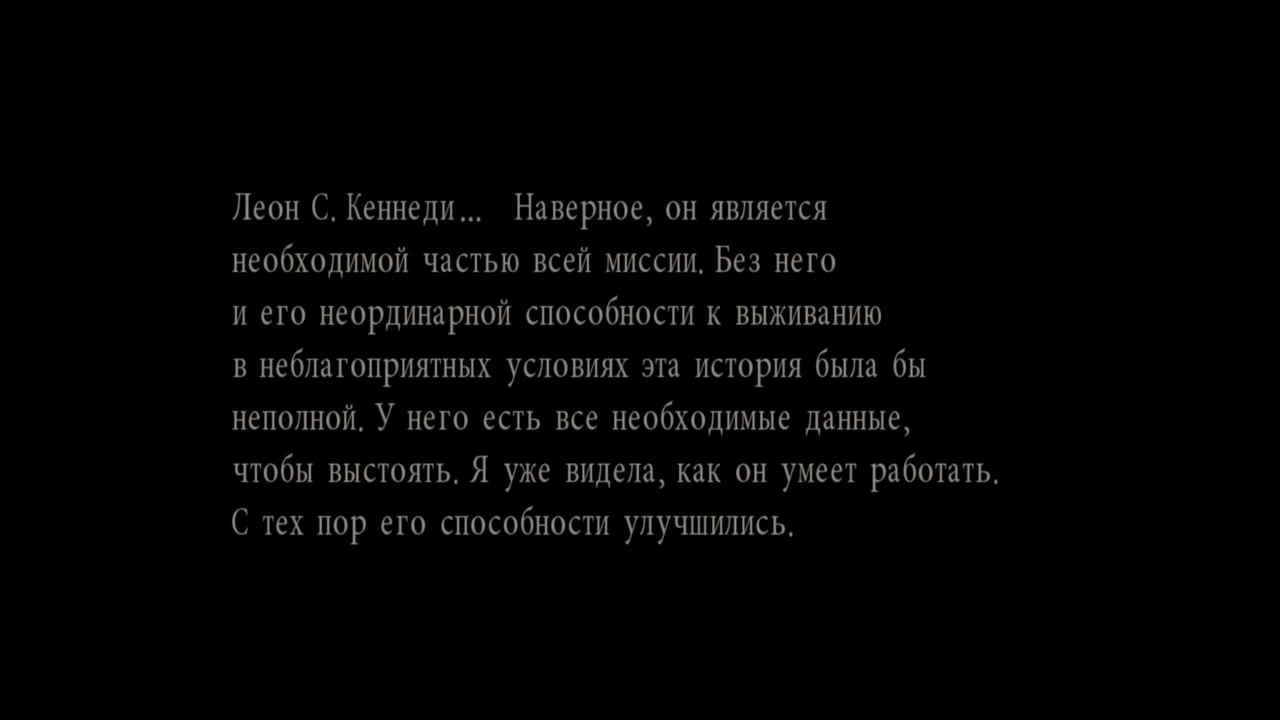 Леон С. Кеннеди... Наверное, он является
необходимой частью всей миссии. Без него
и его неординарной способности к выживанию
в неблагоприятных условиях эта история была бы
неполной. У него есть все необходимые данные,
чтобы выстоять. Я уже видела, как он умеет работать.
С тех пор его способности улучшились.